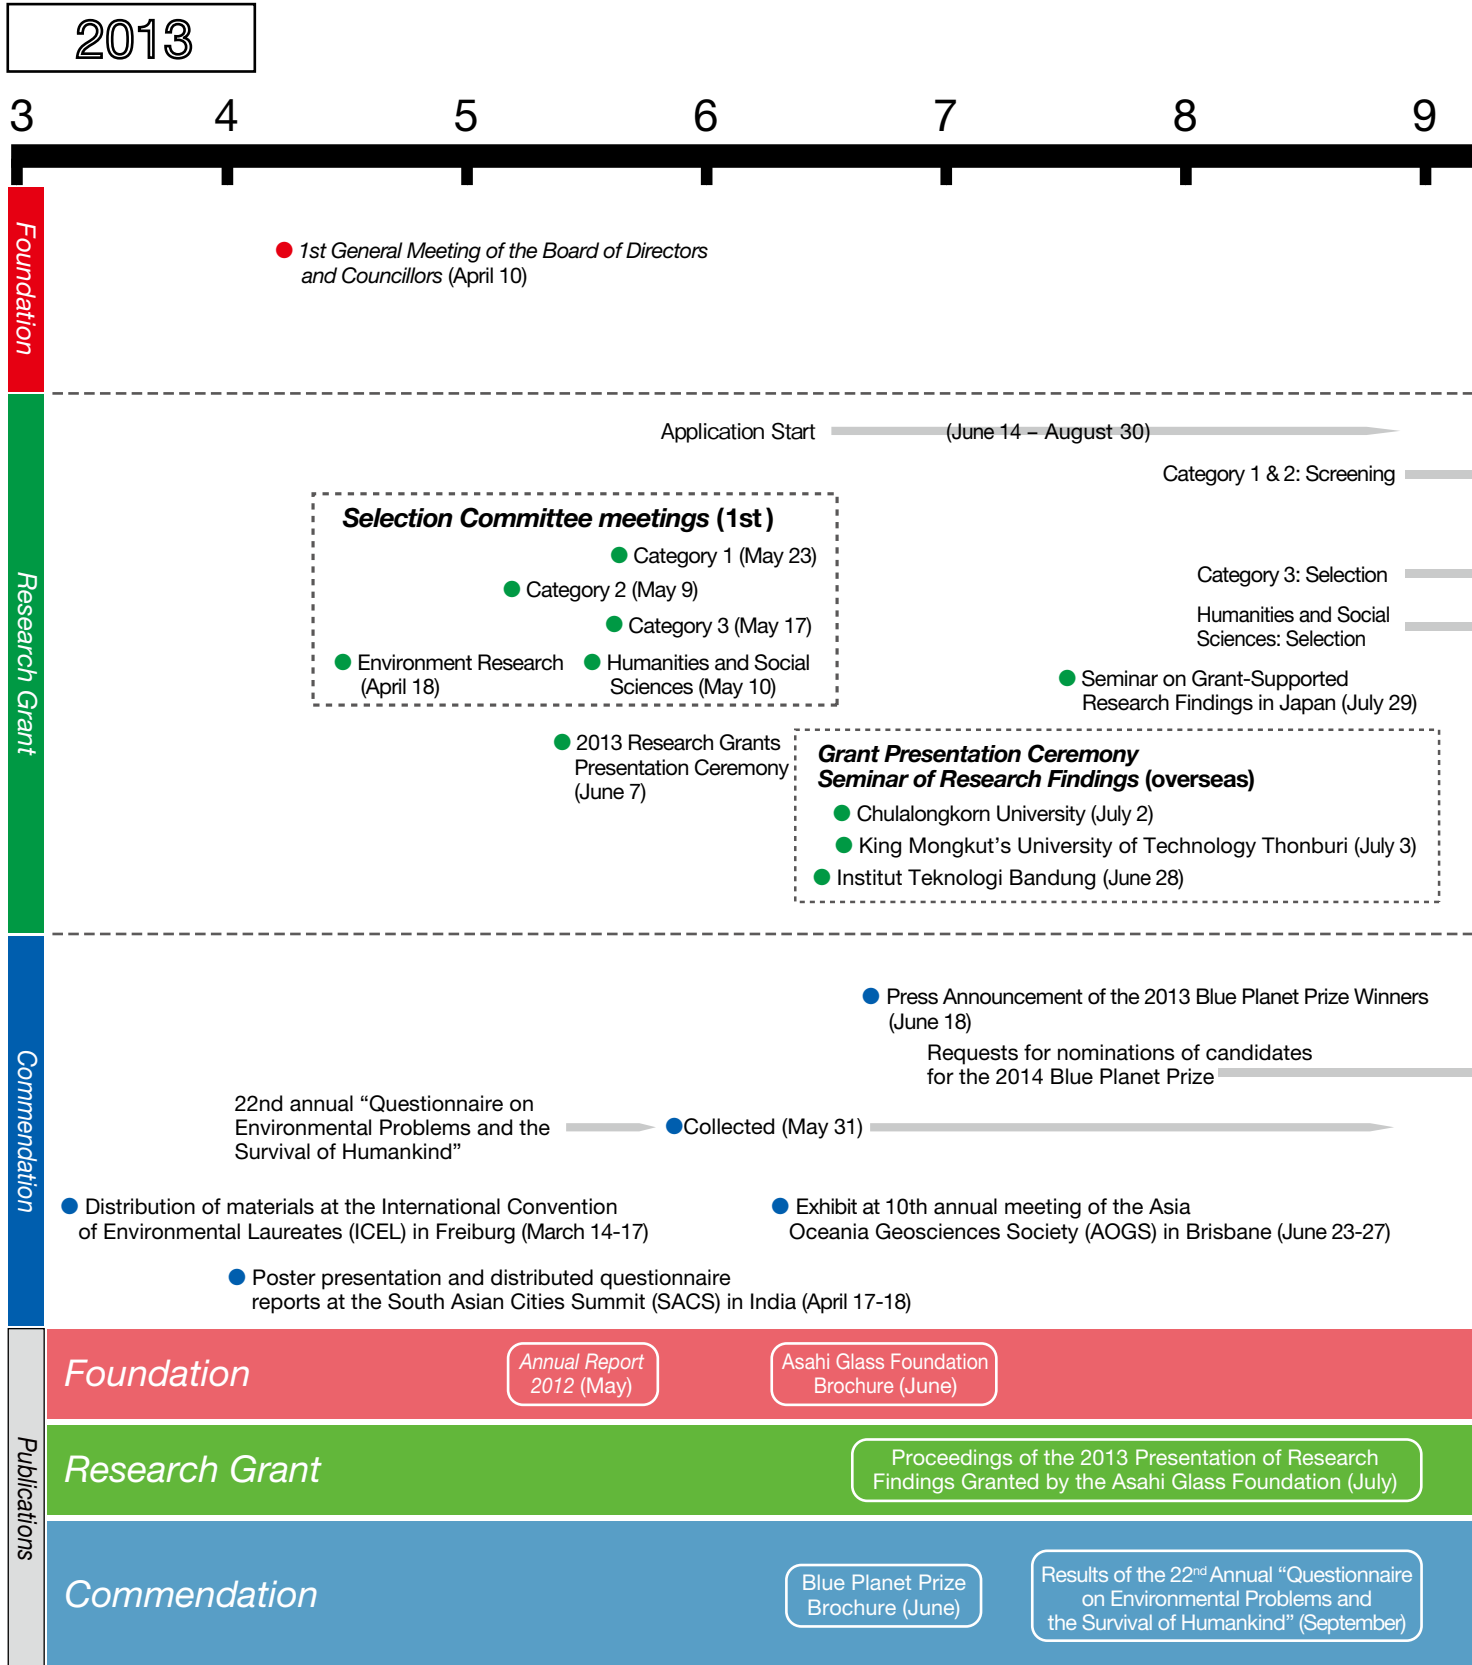 2013
3 4 5 6 7 8 9
Foundation
1st General Meeting of the Board of Directors
and Councillors (April 10)
Research Grant
Application Start (June 14 – August 30)
Category 1 & 2: Screening
Selection Committee meetings (1st)
Category 1 (May 23)
Category 2 (May 9)
Category 3 (May 17)
Environment Research
(April 18)
Humanities and Social
Sciences (May 10)
Category 3: Selection
Humanities and Social
Sciences: Selection
Seminar on Grant-Supported
Research Findings in Japan (July 29)
2013 Research Grants
Presentation Ceremony
(June 7)
Grant Presentation Ceremony
Seminar of Research Findings (overseas)
Chulalongkorn University (July 2)
King Mongkut’s University of Technology Thonburi (July 3)
Institut Teknologi Bandung (June 28)
Commendation
Press Announcement of the 2013 Blue Planet Prize Winners
(June 18)
Requests for nominations of candidates
for the 2014 Blue Planet Prize
22nd annual “Questionnaire on
Environmental Problems and the
Survival of Humankind”
Collected (May 31)
Distribution of materials at the International Convention
of Environmental Laureates (ICEL) in Freiburg (March 14-17)
Exhibit at 10th annual meeting of the Asia
Oceania Geosciences Society (AOGS) in Brisbane (June 23-27)
Poster presentation and distributed questionnaire
reports at the South Asian Cities Summit (SACS) in India (April 17-18)
Publications
Foundation
Annual Report
2012 (May)
Asahi Glass Foundation
Brochure (June)
Research Grant
Proceedings of the 2013 Presentation of Research
Findings Granted by the Asahi Glass Foundation (July)
Commendation
Blue Planet Prize
Brochure (June)
Results of the 22nd Annual “Questionnaire
on Environmental Problems and
the Survival of Humankind” (September)